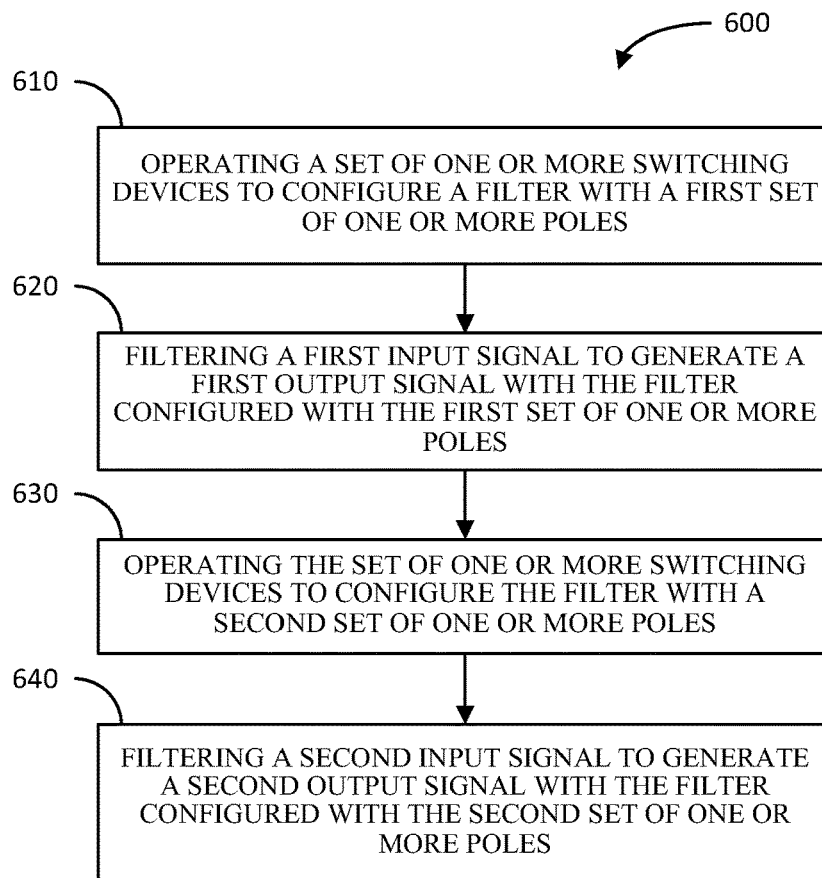 600
610
OPERATING A SET OF ONE OR MORE SWITCHING
DEVICES TO CONFIGURE A FILTER WITH A FIRST SET
OF ONE OR MORE POLES
620
FILTERING A FIRST INPUT SIGNAL TO GENERATE A
FIRST OUTPUT SIGNAL WITH THE FILTER
CONFIGURED WITH THE FIRST SET OF ONE OR MORE
POLES
630
OPERATING THE SET OF ONE OR MORE SWITCHING
DEVICES TO CONFIGURE THE FILTER WITH A
SECOND SET OF ONE OR MORE POLES
640
FILTERING A SECOND INPUT SIGNAL TO GENERATE
A SECOND OUTPUT SIGNAL WITH THE FILTER
CONFIGURED WITH THE SECOND SET OF ONE OR
MORE POLES